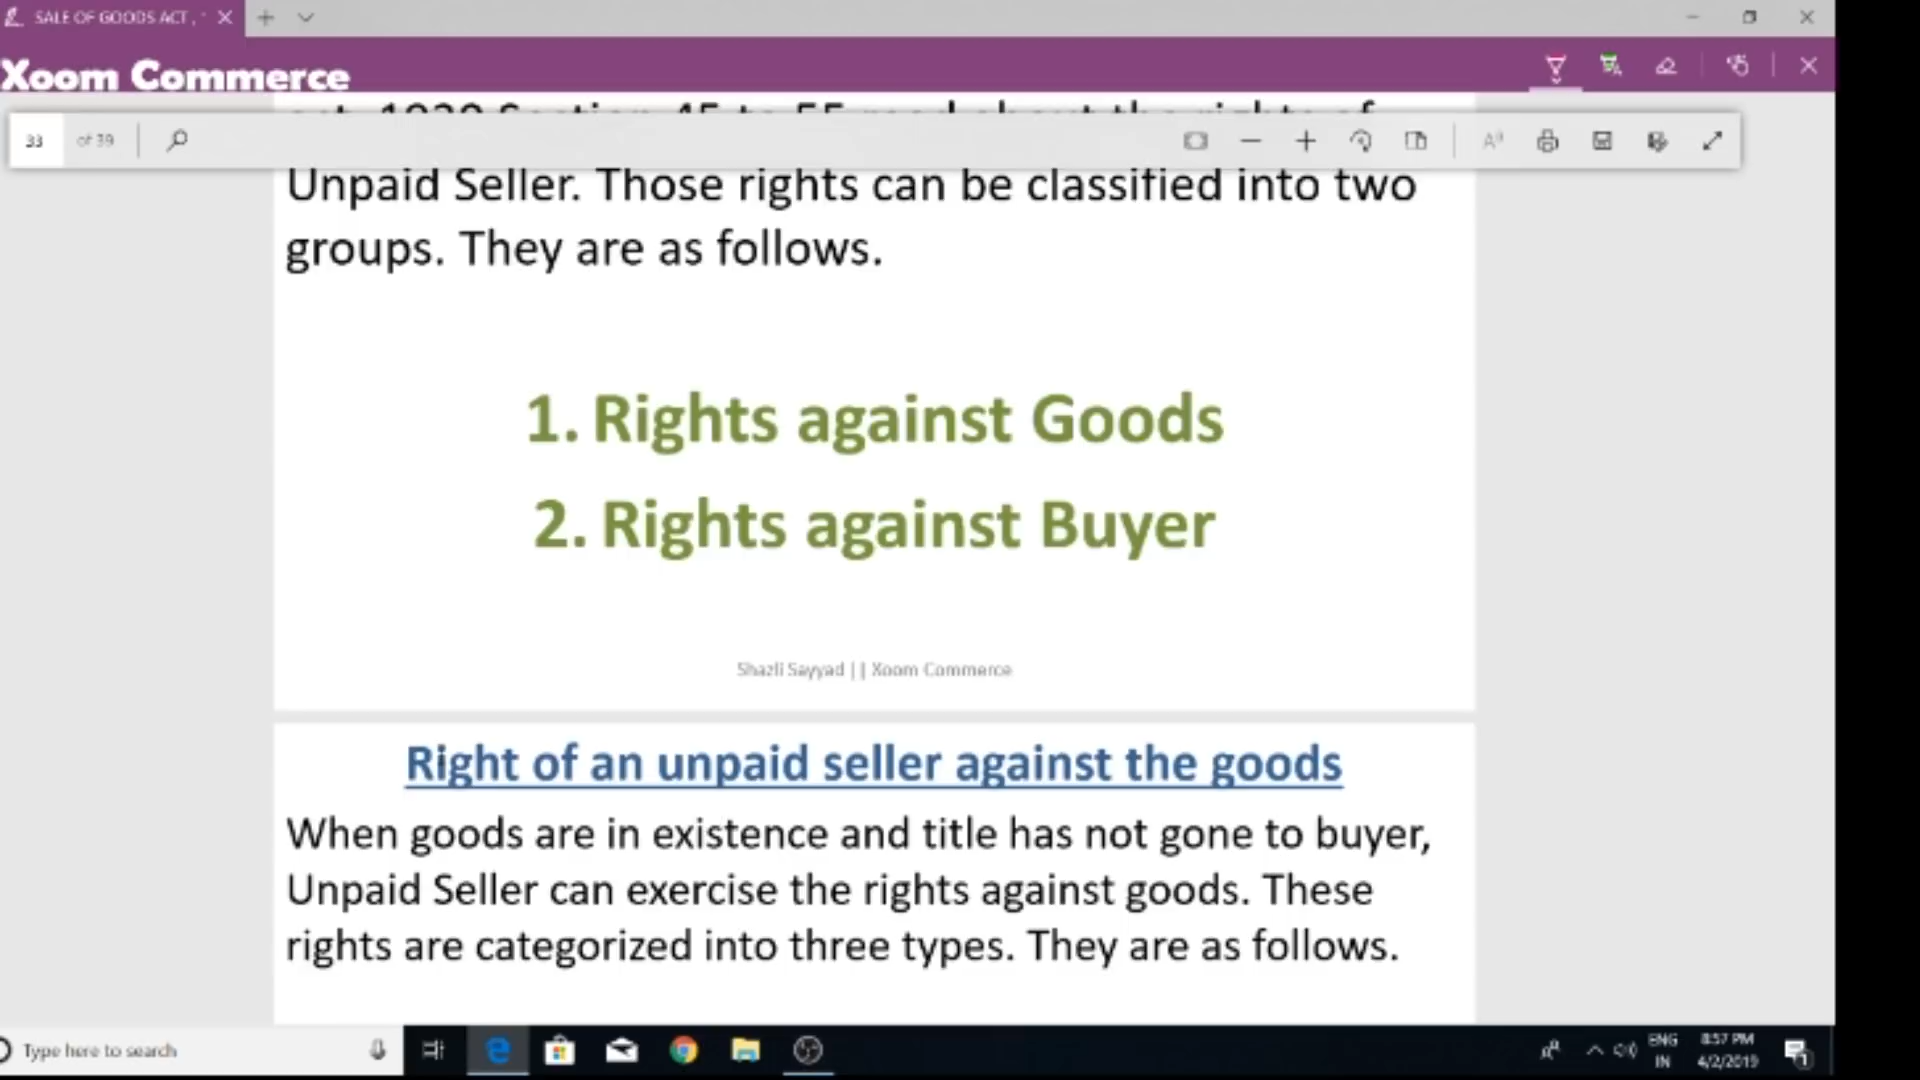 SALE OF GOODS ACT ,
Xoom Commerce
33 of 39
Unpaid Seller. Those rights can be classified into two
groups. They are as follows.
1. Rights against Goods
2. Rights against Buyer
Shazli Sayyad || Xoom Commerce
Right of an unpaid seller against the goods
When goods are in existence and title has not gone to buyer,
Unpaid Seller can exercise the rights against goods. These
rights are categorized into three types. They are as follows.
Type here to search
ENG
IN
8:57 PM
4/2/2019